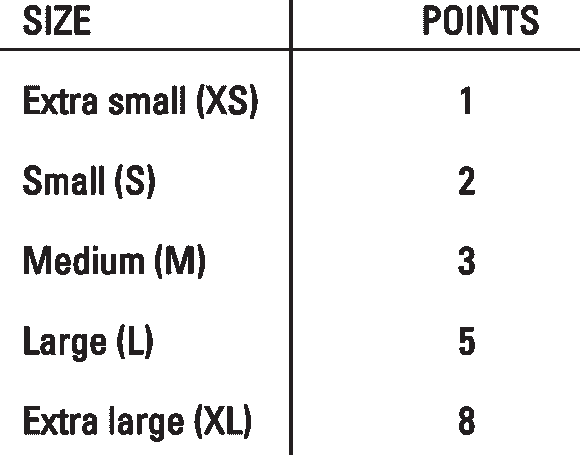 SIZE POINTS
Extra small (XS) 1
Small (S) 2
Medium (M) 3
Large (L) 5
Extra large (XL) 8